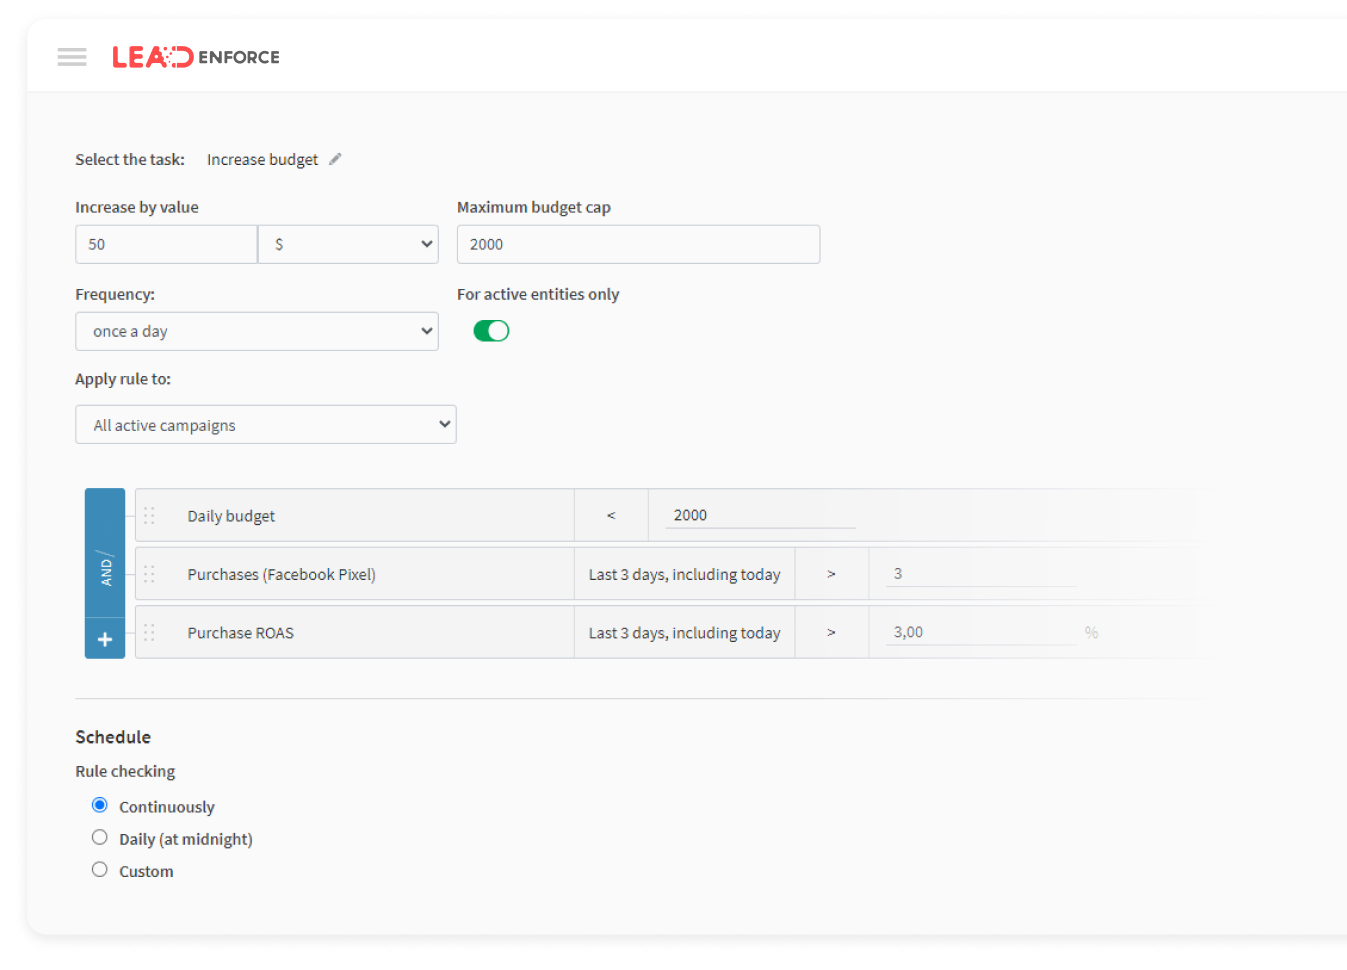 LEAD ENFORCE
Select the task: Increase budget
Increase by value Maximum budget cap
50 $ 2000
Frequency: For active entities only
once a day
Apply rule to:
All active campaigns
Daily budget < 2000
AND/
Purchases (Facebook Pixel) Last 3 days, including today > 3
+ Purchase ROAS Last 3 days, including today > 3,00 %
Schedule
Rule checking
Continuously
Daily (at midnight)
Custom